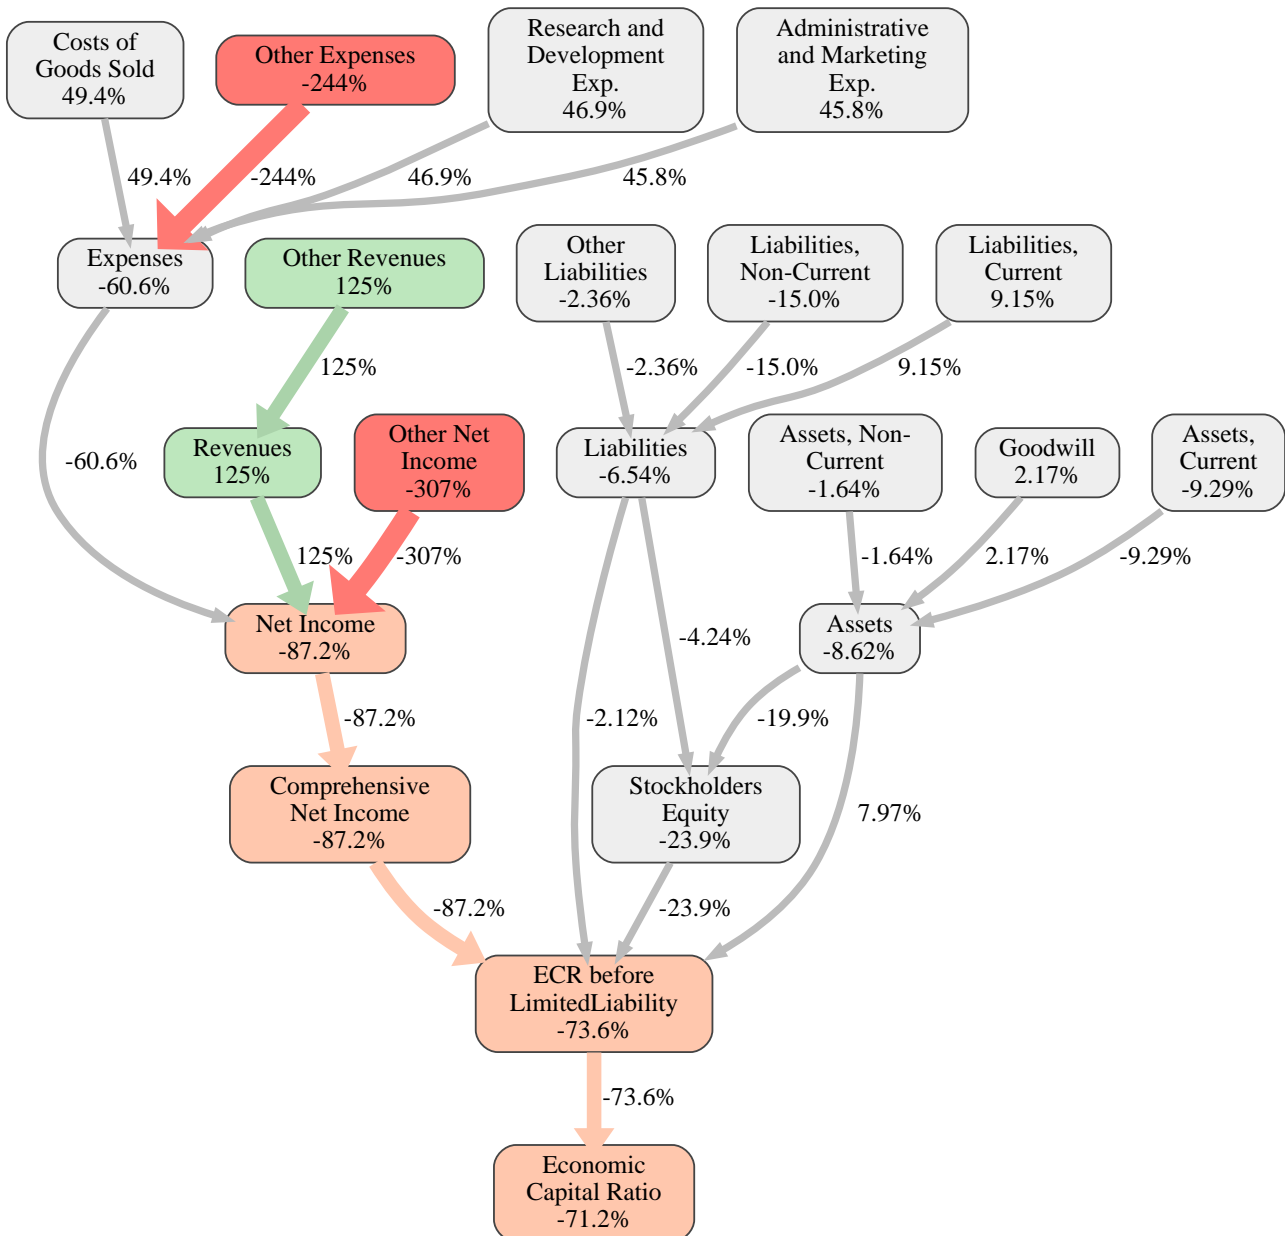 Costs of
Goods Sold
49.4%
Other Expenses
-244%
Research and
Development
Exp.
46.9%
Administrative
and Marketing
Exp.
45.8%
49.4%
-244%
46.9%
45.8%
Expenses
-60.6%
Other Revenues
125%
Other
Liabilities
-2.36%
Liabilities,
Non-Current
-15.0%
Liabilities,
Current
9.15%
125%
-2.36%
-15.0%
9.15%
-60.6%
Revenues
125%
Other Net
Income
-307%
Liabilities
-6.54%
Assets, Non-
Current
-1.64%
Goodwill
2.17%
Assets,
Current
-9.29%
125%
-307%
-1.64%
2.17%
-9.29%
Net Income
-87.2%
-4.24%
Assets
-8.62%
-87.2%
-2.12%
-19.9%
Comprehensive
Net Income
-87.2%
Stockholders
Equity
-23.9%
7.97%
-87.2%
-23.9%
ECR before
LimitedLiability
-73.6%
-73.6%
Economic
Capital Ratio
-71.2%